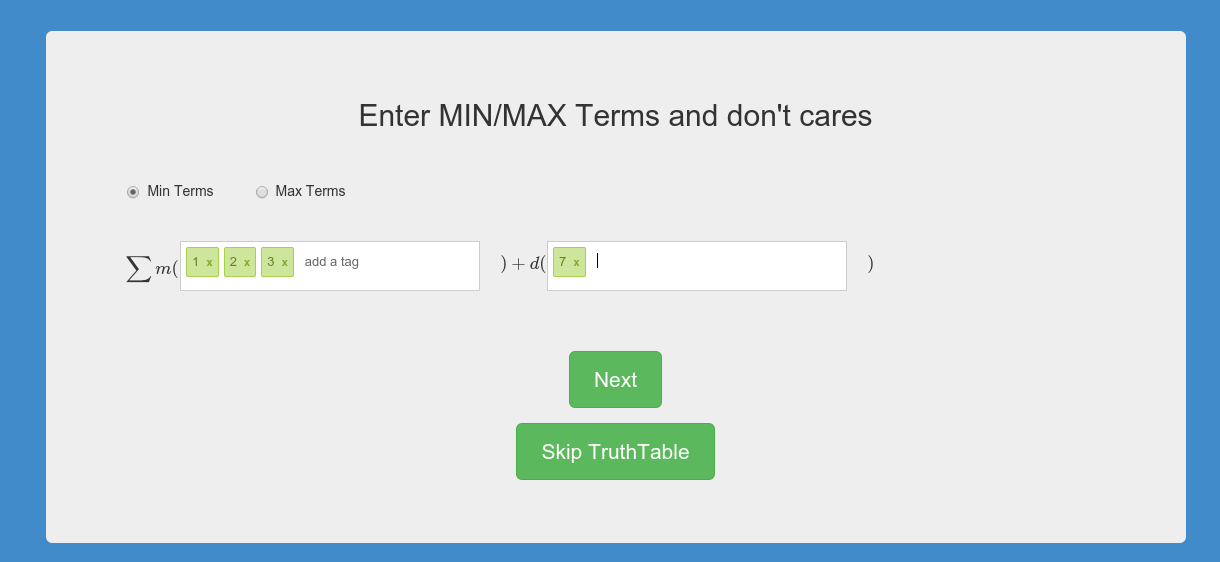 Enter MIN/MAX Terms and don't cares
Min Terms Max Terms
∑ m( 1 x 2 x 3 x add a tag ) + d( 7 x )
Next
Skip TruthTable